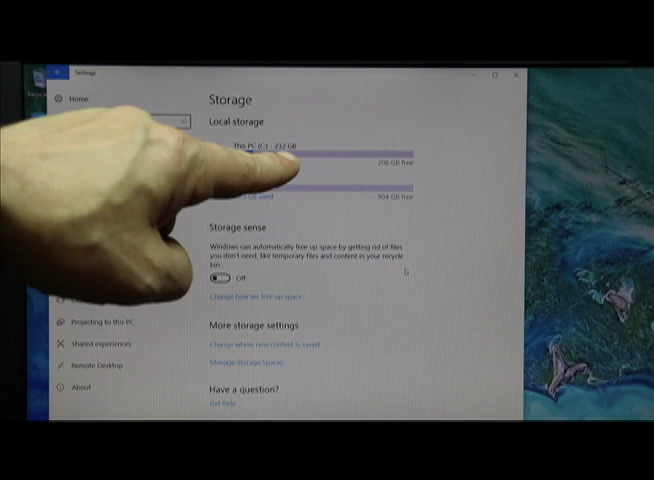 Settings
Home
Storage
Local storage
This PC (C:) - 232 GB
206 GB free
GB used
904 GB free
Storage sense
Windows can automatically free up space by getting rid of files
you don't need, like temporary files and content in your recycle
bin
Off
Change how we free up space
Projecting to this PC
Shared experiences
More storage settings
Change where new content is saved
Remote Desktop
Manage Storage Spaces
About
Have a question?
Get help